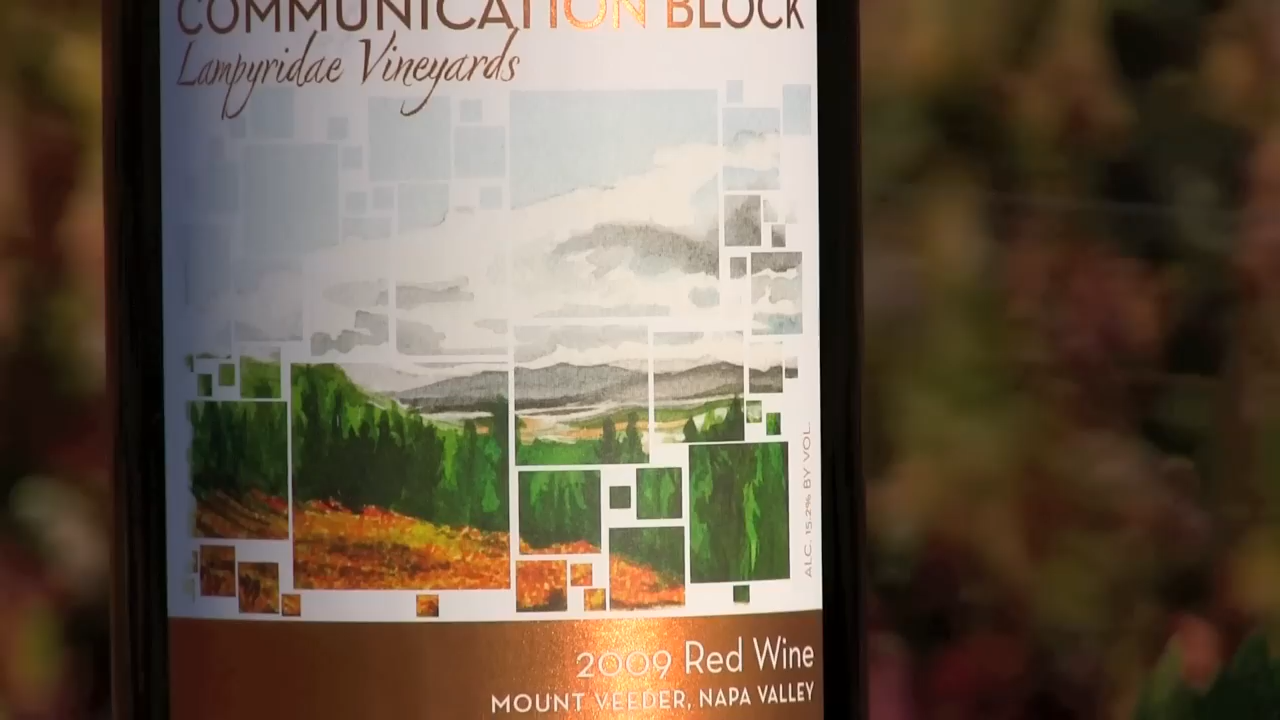 COMMUNICATION BLOCK
Lampyridae Vineyards
ALC. 15.2% BY VOL.
2009 Red Wine
MOUNT VEEDER, NAPA VALLEY